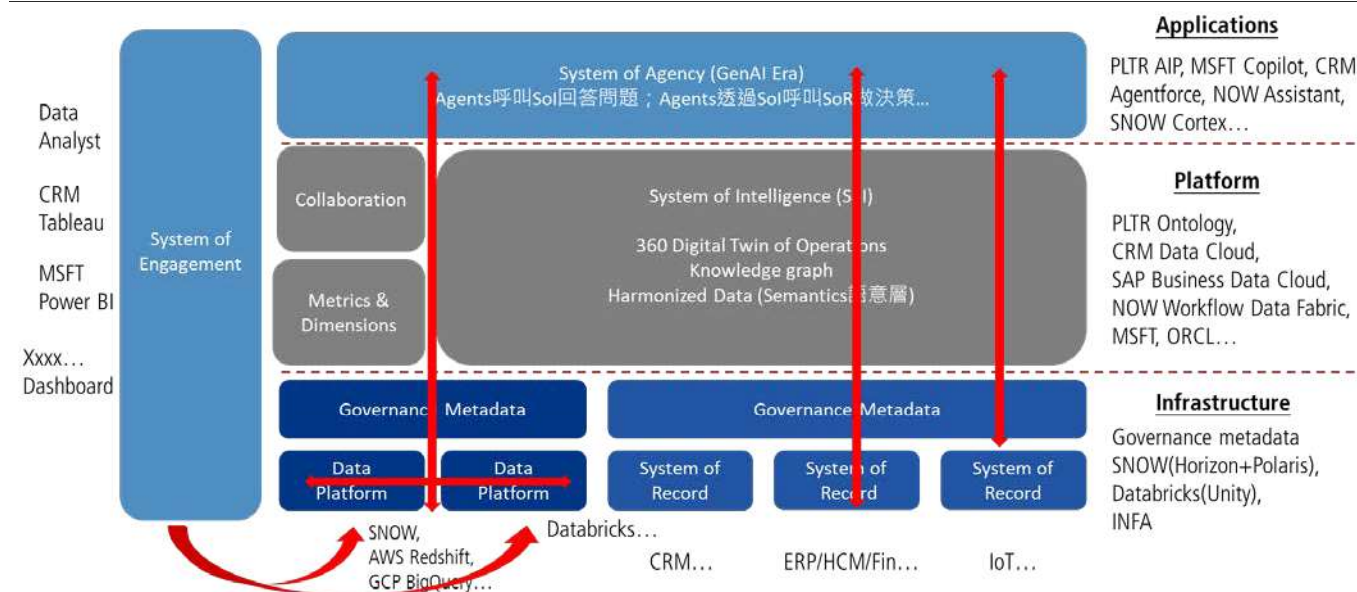 Data
Analyst
CRM
Tableau
MSFT
Power BI
Xxxx…
Dashboard
System of
Engagement
System of Agency (GenAI Era)
Agents呼叫SoI回答問題；Agents透過SoI呼叫SoR做決策…
Collaboration
Metrics &
Dimensions
System of Intelligence (SoI)
360 Digital Twin of Operations
Knowledge graph
Harmonized Data (Semantics語意層)
Governance Metadata
Governance Metadata
Data
Platform
Data
Platform
System of
Record
System of
Record
System of
Record
SNOW,
AWS Redshift,
GCP BigQuery…
Databricks…
CRM…
ERP/HCM/Fin…
IoT…
Applications
PLTR AIP, MSFT Copilot, CRM
Agentforce, NOW Assistant,
SNOW Cortex…
Platform
PLTR Ontology,
CRM Data Cloud,
SAP Business Data Cloud,
NOW Workflow Data Fabric,
MSFT, ORCL…
Infrastructure
Governance metadata
SNOW(Horizon+Polaris),
Databricks(Unity),
INFA